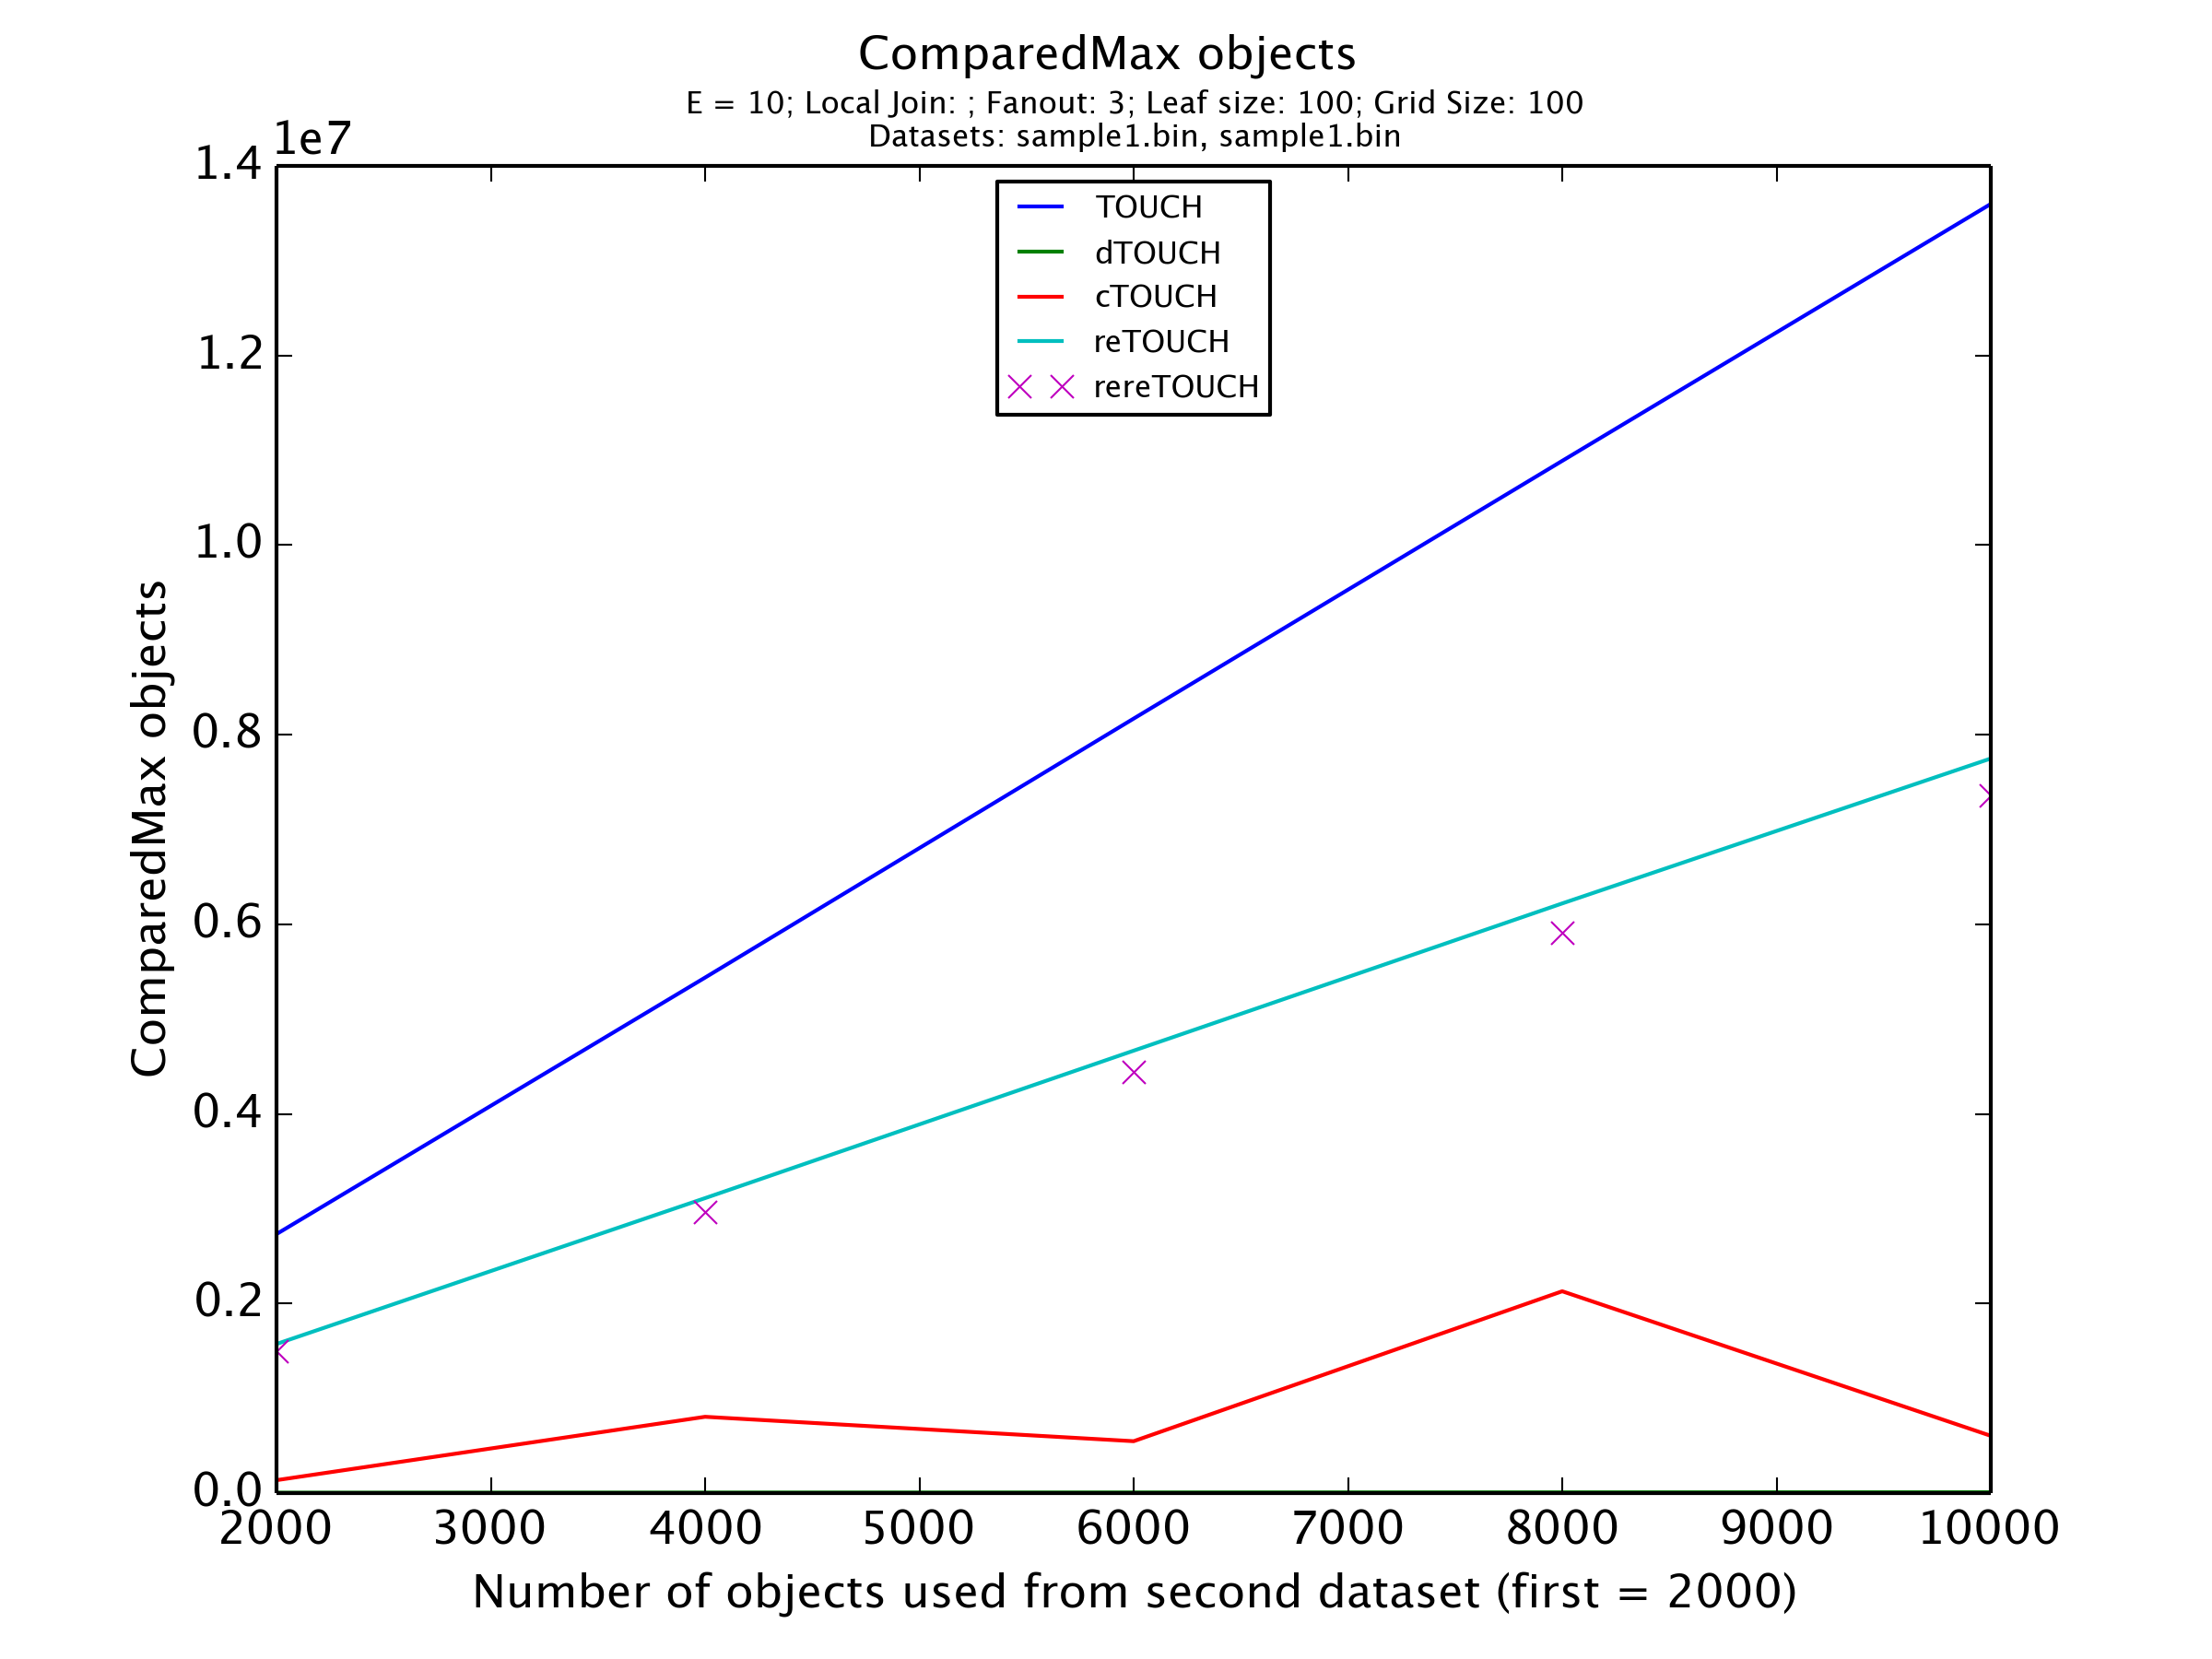 ComparedMax objects
E = 10; Local Join: ; Fanout: 3; Leaf size: 100; Grid Size: 100
Datasets: sample1.bin, sample1.bin
1e7
TOUCH
dTOUCH
cTOUCH
reTOUCH
rereTOUCH
1.4
1.2
1.0
0.8
0.6
0.4
0.2
0.0
ComparedMax objects
2000 3000 4000 5000 6000 7000 8000 9000 10000
Number of objects used from second dataset (first = 2000)